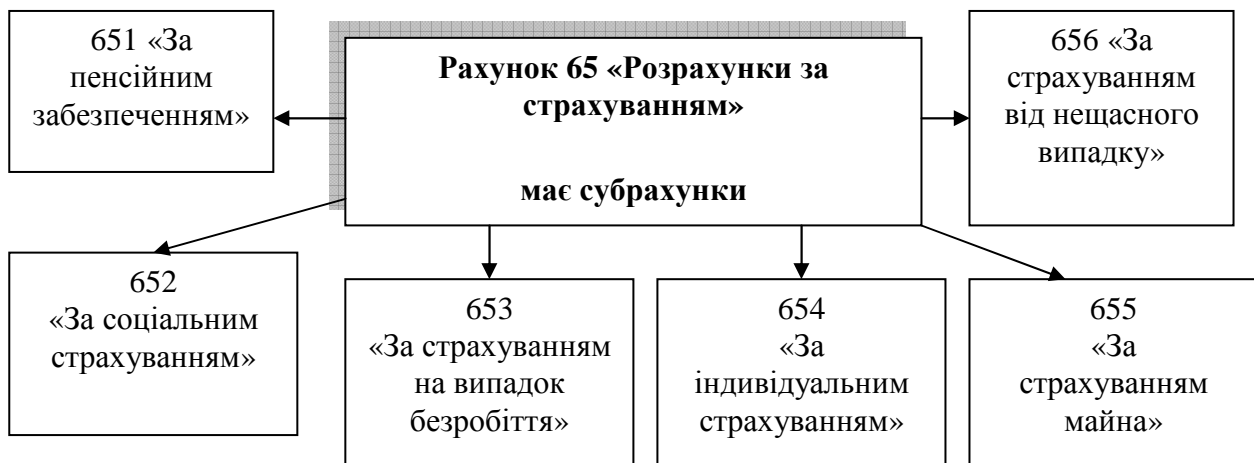 651 «За
пенсійним
забезпеченням»
Рахунок 65 «Розрахунки за
страхуванням»
має субрахунки
656 «За
страхуванням
від нещасного
випадку»
652
«За соціальним
страхуванням»
653
«За страхуванням
на випадок
безробіття»
654
«За
індивідуальним
страхуванням»
655
«За
страхуванням
майна»